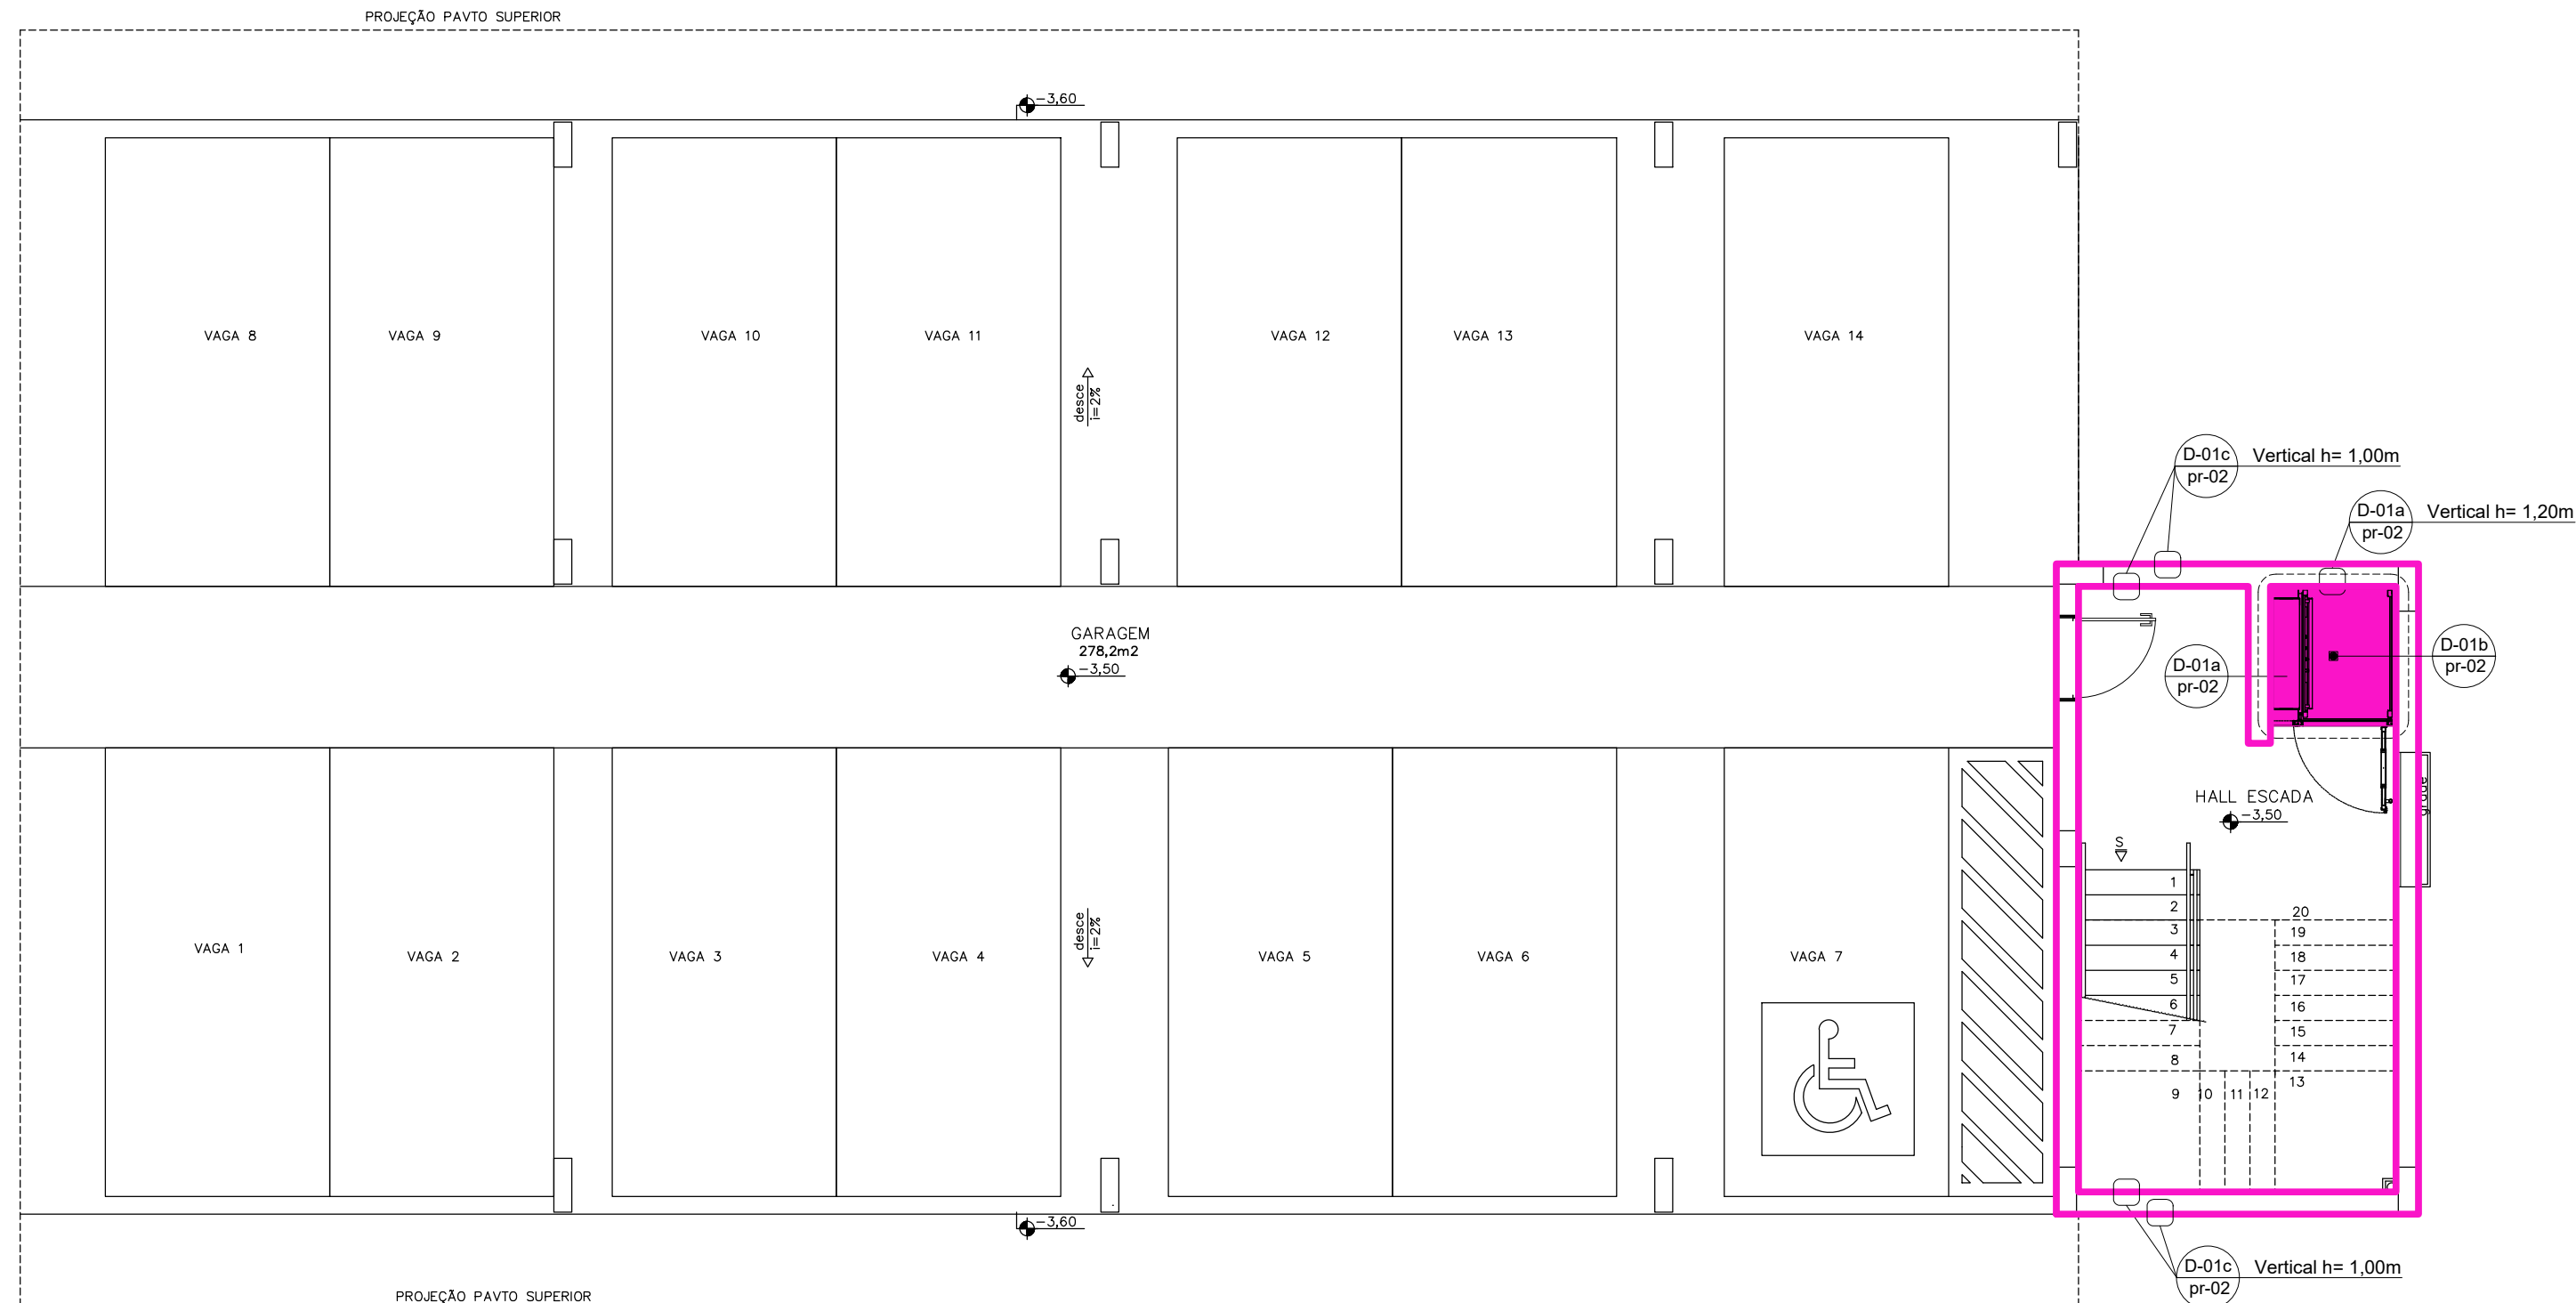 PROJEÇÃO PAVTO SUPERIOR
-3,60
VAGA 8
VAGA 9
VAGA 10
VAGA 11
VAGA 12
VAGA 13
VAGA 14
desce
i=2%
D-01c
pr-02
Vertical h= 1,00m
D-01a
pr-02
Vertical h= 1,20m
GARAGEM
278,2m2
-3,50
D-01a
pr-02
D-01b
pr-02
HALL ESCADA
-3,50
S
VAGA 1
VAGA 2
VAGA 3
VAGA 4
desce
i=2%
VAGA 5
VAGA 6
VAGA 7
1
2
3
4
5
6
7
8
9
10
11
12
13
14
15
16
17
18
19
20
-3,60
D-01c
pr-02
Vertical h= 1,00m
PROJEÇÃO PAVTO SUPERIOR